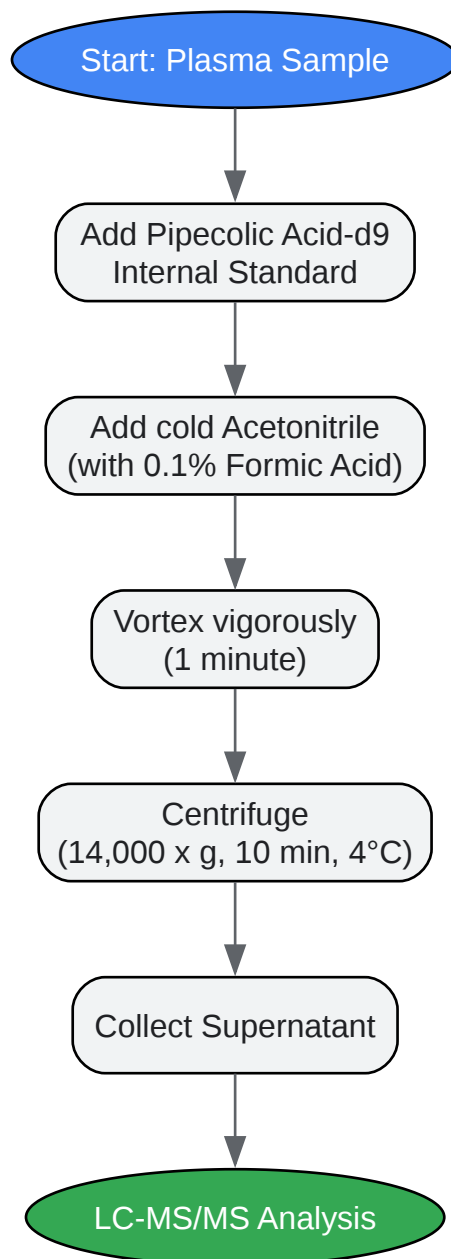 Start: Plasma Sample
Add Pipecolic Acid-d9
Internal Standard
Add cold Acetonitrile
(with 0.1% Formic Acid)
Vortex vigorously
(1 minute)
Centrifuge
(14,000 x g, 10 min, 4°C)
Collect Supernatant
LC-MS/MS Analysis